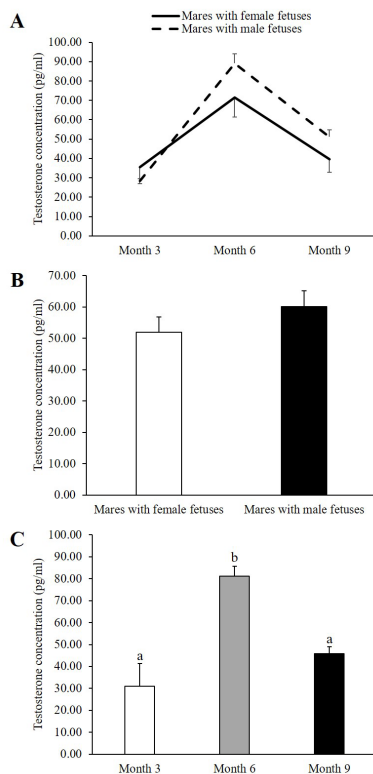 A
Mares with female fetuses
Mares with male fetuses
Testosterone concentration (pg/ml)
100.00
90.00
80.00
70.00
60.00
50.00
40.00
30.00
20.00
10.00
0.00
Month 3 Month 6 Month 9
B
Testosterone concentration (pg/ml)
70.00
60.00
50.00
40.00
30.00
20.00
10.00
0.00
Mares with female fetuses Mares with male fetuses
C
Testosterone concentration (pg/ml)
100.00
90.00
80.00
70.00
60.00
50.00
40.00
30.00
20.00
10.00
0.00
a b a
Month 3 Month 6 Month 9